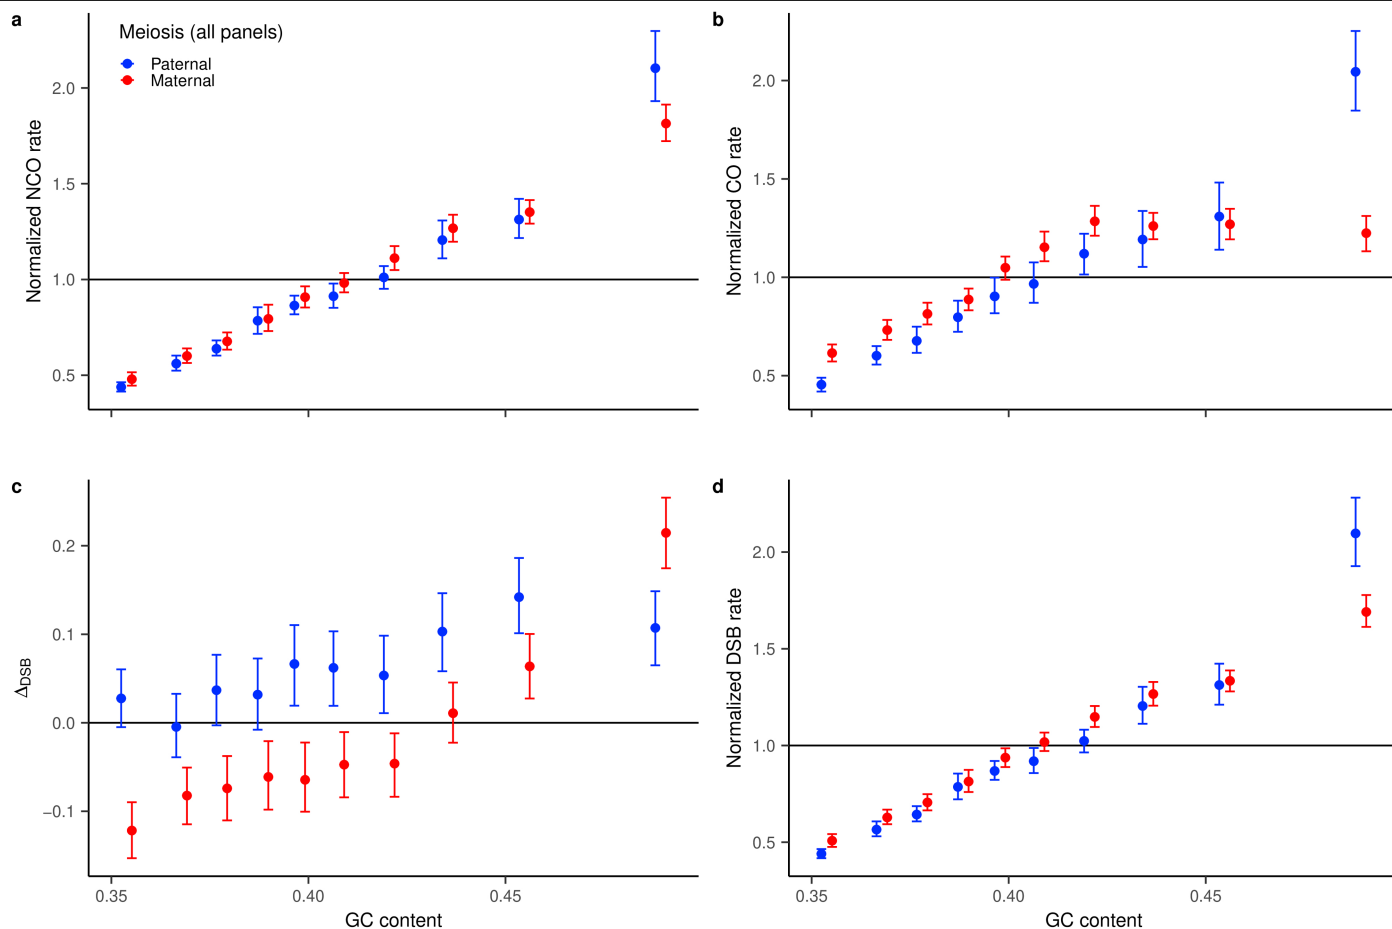 a
Meiosis (all panels)
Paternal
Maternal
Normalized NCO rate
2.0
1.5
1.0
0.5
b
Normalized CO rate
2.0
1.5
1.0
0.5
c
ΔDSB
0.2
0.1
0.0
−0.1
0.35 0.40 0.45
GC content
d
Normalized DSB rate
2.0
1.5
1.0
0.5
0.35 0.40 0.45
GC content